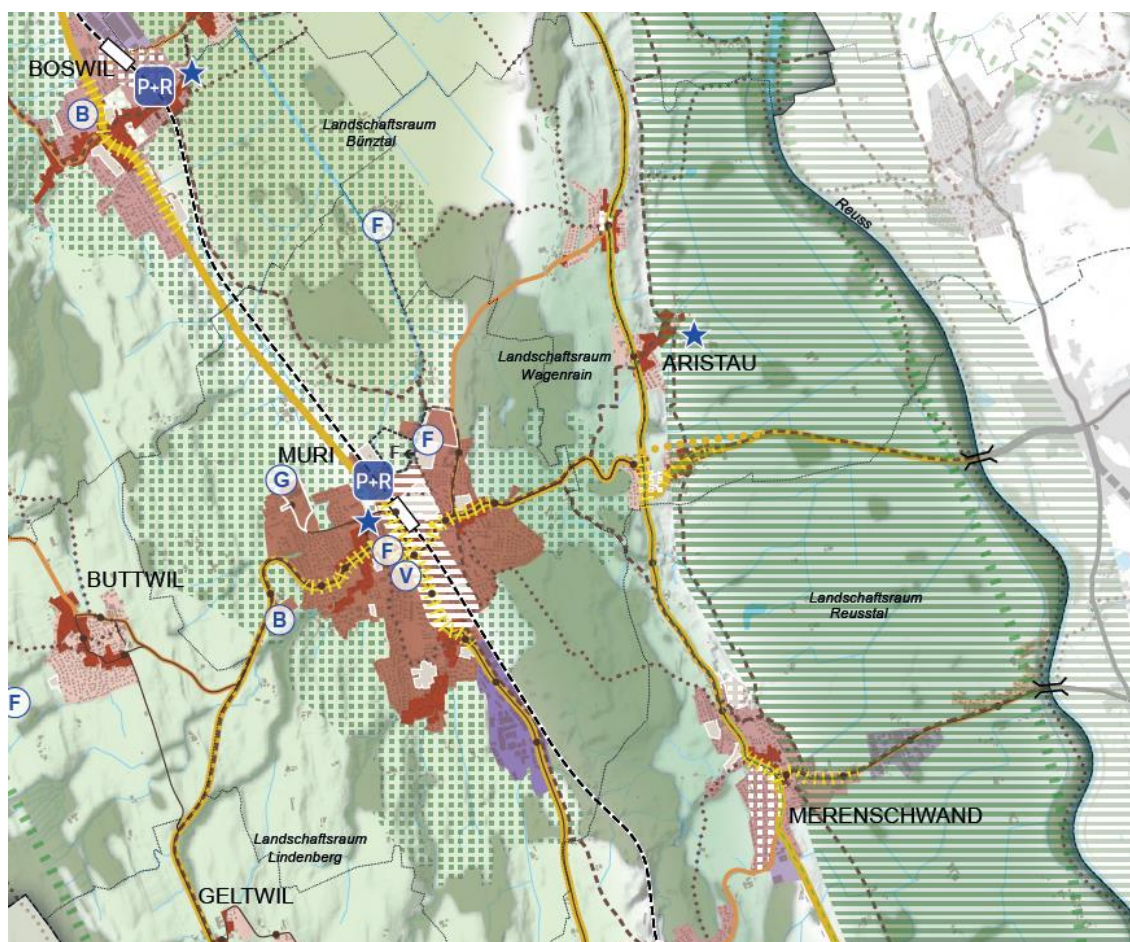 BOSWIL
P+R
B
Landschaftsraum
Bünztal
F
Reuss
Landschaftsraum
Wagenrain
ARISTAU
MURI
F
F
G
P+R
F
V
BUTTWIL
B
F
Landschaftsraum
Reusstal
MERENSCHWAND
Landschaftsraum
Lindenberg
GELTWIL